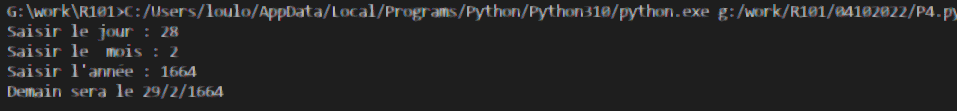 G:\work\R101>C:/Users/loulo/AppData/Local/Programs/Python/Python310/python.exe g:/work/R101/04102022/P4.py
Saisir le jour : 28
Saisir le  mois : 2
Saisir l'année : 1664
Demain sera le 29/2/1664